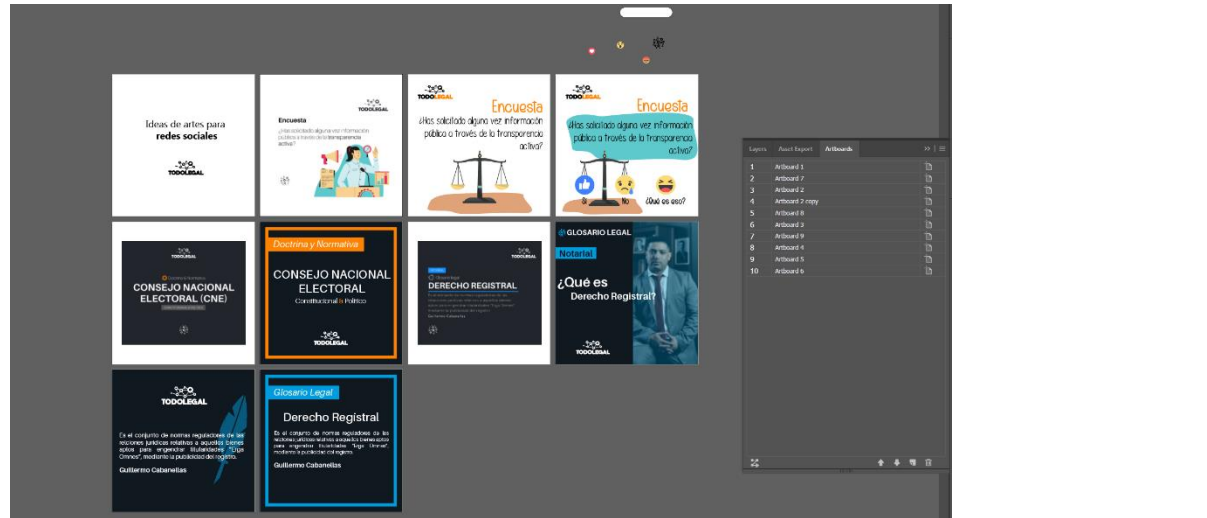 Ideas de artes para
redes sociales
TODOLEGAL
TODOLEGAL
Encuesta
¿Has solicitado alguna vez información
pública a través de la transparencia
activa?
TODOLEGAL
Encuesta
¿Has solicitado alguna vez información
pública a través de la transparencia
activa?
TODOLEGAL
Encuesta
¿Has solicitado alguna vez información
pública a través de la transparencia
activa?
Si
No
¿Qué es eso?
TODOLEGAL
Doctrina y Normativa
CONSEJO NACIONAL
ELECTORAL (CNE)
Doctrina y Normativa
CONSEJO NACIONAL
ELECTORAL
Constitucional & Político
TODOLEGAL
TODOLEGAL
Glosario legal
DERECHO REGISTRAL
Guillermo Cabanellas
GLOSARIO LEGAL
Notarial
¿Qué es
Derecho Registral?
TODOLEGAL
TODOLEGAL
Es el conjunto de normas reguladores de las
relciones jurídicas relativas a aquellos bienes
aptos para engendrar titularidades "Erga
Omnes", mediante la publicidad del registro.
Guillermo Cabanellas
Glosario Legal
Derecho Registral
Es el conjunto de normas reguladores de las
relciones jurídicas relativas a aquellos bienes aptos
para engendrar titularidades "Erga Omnes",
mediante la publicidad del registro.
Guillermo Cabanellas
Layers Asset Export Artboards
1 Artboard 1
2 Artboard 7
3 Artboard 2
4 Artboard 2 copy
5 Artboard 8
6 Artboard 3
7 Artboard 9
8 Artboard 4
9 Artboard 5
10 Artboard 6